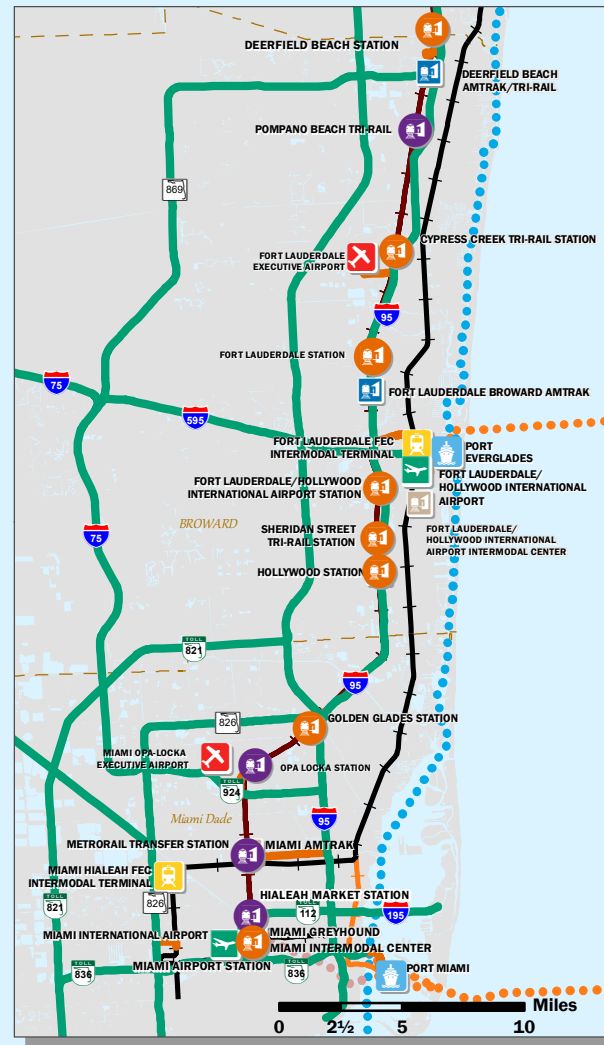 DEERFIELD BEACH STATION
DEERFIELD BEACH
AMTRAK/TRI-RAIL
POMPANO BEACH TRI-RAIL
869
CYPRESS CREEK TRI-RAIL STATION
FORT LAUDERDALE
EXECUTIVE AIRPORT
95
FORT LAUDERDALE STATION
75
FORT LAUDERDALE BROWARD AMTRAK
595
FORT LAUDERDALE FEC
INTERMODAL TERMINAL
PORT
EVERGLADES
FORT LAUDERDALE/
HOLLYWOOD INTERNATIONAL
AIRPORT
FORT LAUDERDALE/HOLLYWOOD
INTERNATIONAL AIRPORT STATION
BROWARD
SHERIDAN STREET
TRI-RAIL STATION
FORT LAUDERDALE/
HOLLYWOOD INTERNATIONAL
AIRPORT INTERMODAL CENTER
75
HOLLYWOOD STATION
TOLL
821
95
826
GOLDEN GLADES STATION
MIAMI OPA-LOCKA
EXECUTIVE AIRPORT
OPA LOCKA STATION
TOLL
924
Miami Dade
95
METRORAIL TRANSFER STATION
MIAMI AMTRAK
MIAMI HIALEAH FEC
INTERMODAL TERMINAL
HIALEAH MARKET STATION
TOLL
821
826
TOLL
112
195
MIAMI INTERNATIONAL AIRPORT
MIAMI GREYHOUND
MIAMI INTERMODAL CENTER
MIAMI AIRPORT STATION
TOLL
836
TOLL
836
PORT MIAMI
Miles
0 2½ 5 10